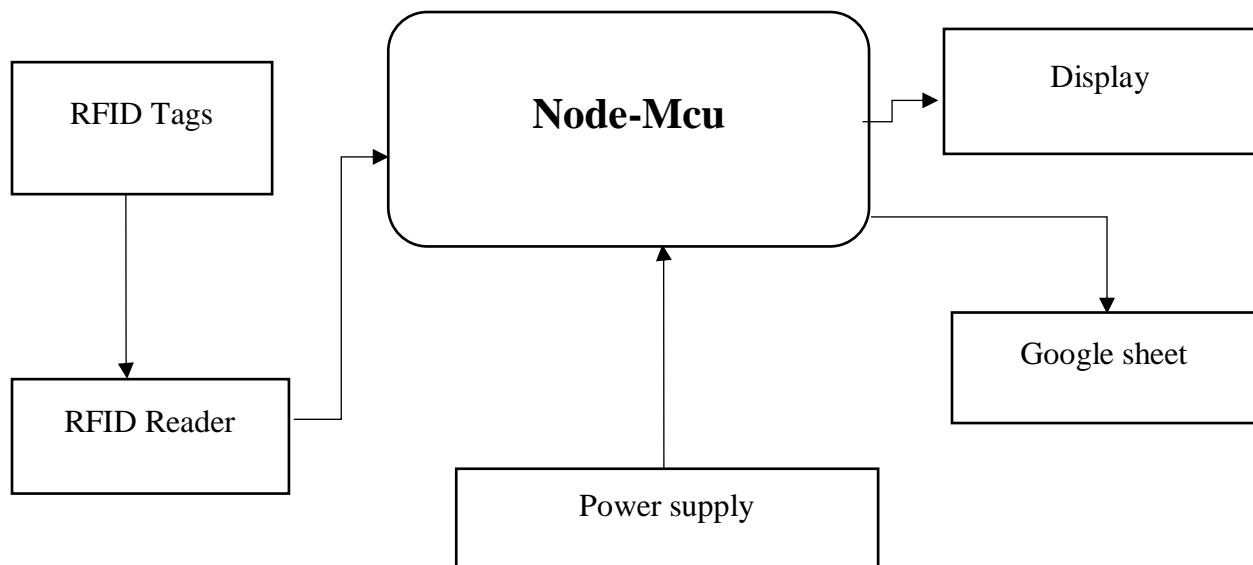 RFID Tags
Node-Mcu
Display
RFID Reader
Google sheet
Power supply